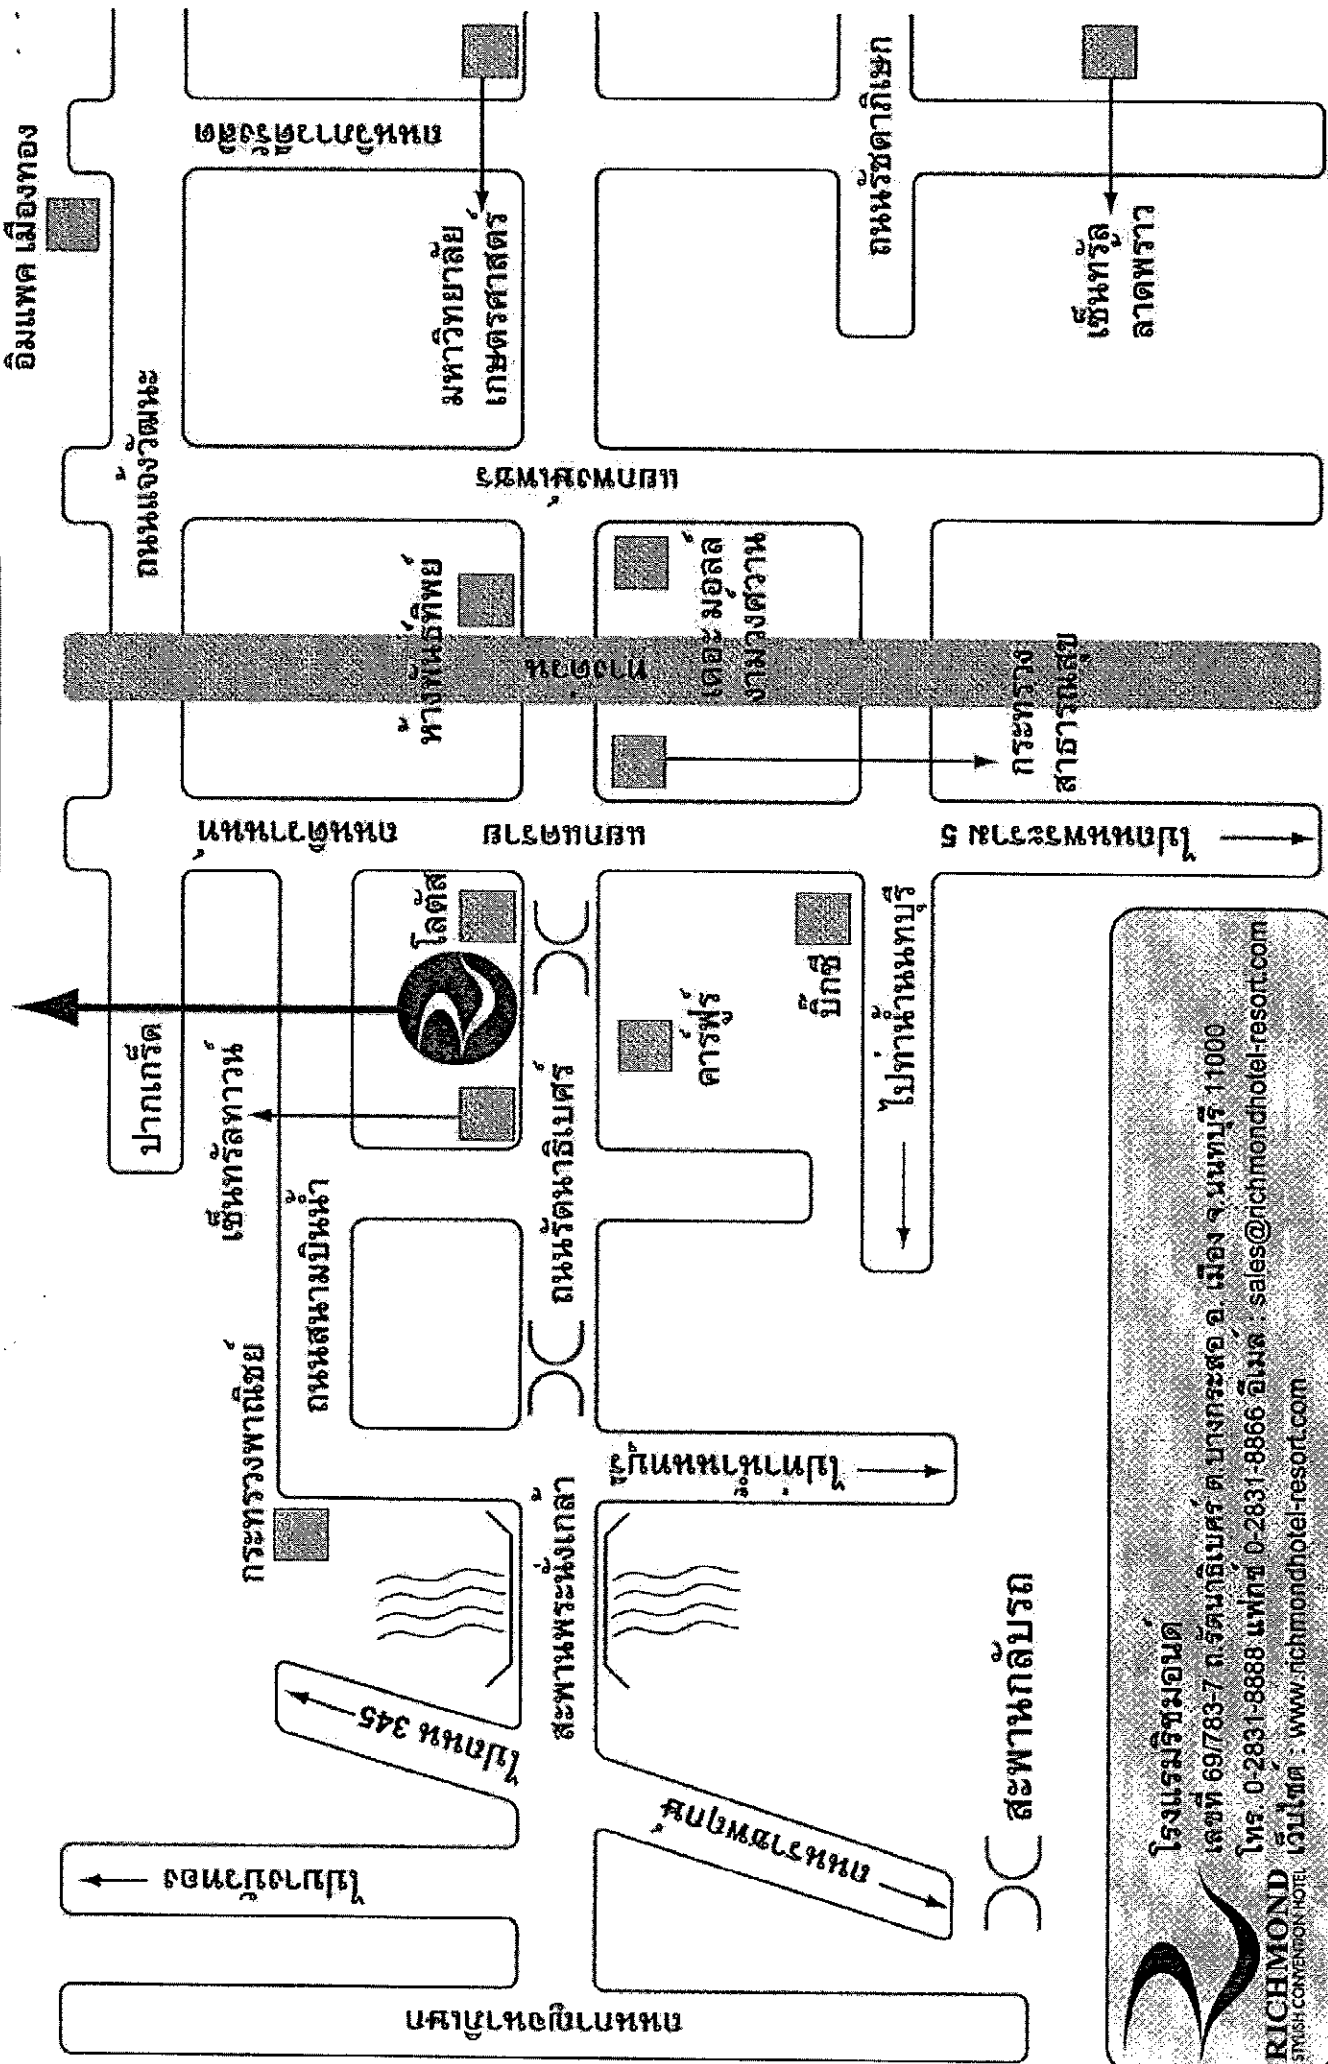 อิมแพค เมืองทอง
ถนนแจ้งวัฒนะ
ปากเกร็ด
ถนนวิภาวดีรังสิต
มหาวิทยาลัย
เกษตรศาสตร์
ถนนรัชดาภิเษก
เซ็นทรัล
ลาดพร้าว
แยกพงษ์เพชร
ห้างพันธ์ทิพย์
ทางด่วน
เดอะ มอลล์
งามวงศ์วาน
กระทรวง
สาธารณสุข
ถนนติวานนท์
แยกแคราย
ไปถนนพระราม 5
โลตัส
เซ็นทรัลทาวน์
ถนนสนามบินน้ำ
ถนนรัตนาธิเบศร์
คาร์ฟูร์
บิ๊กซี
ไปท่าน้ำนนทบุรี
กระทรวงพาณิชย์
ไปท่าน้ำนนทบุรี
สะพานพระนั่งเกล้า
ไปถนน 345
ถนนราชพฤกษ์
ไปบางบัวทอง
ถนนกาญจนาภิเษก
สะพานกลับรถ
โรงแรมริชมอนด์
เลขที่ 69/783-7 ถ.รัตนาธิเบศร์ ต.บางกระสอ อ. เมือง จ.นนทบุรี 11000
โทร. 0-2831-8888 แฟกซ์ 0-2831-8866 อีเมล์ : sales@richmondhotel-resort.com
เว็บไซต์ : www.richmondhotel-resort.com
RICHMOND
STYLISH CONVENTION HOTEL